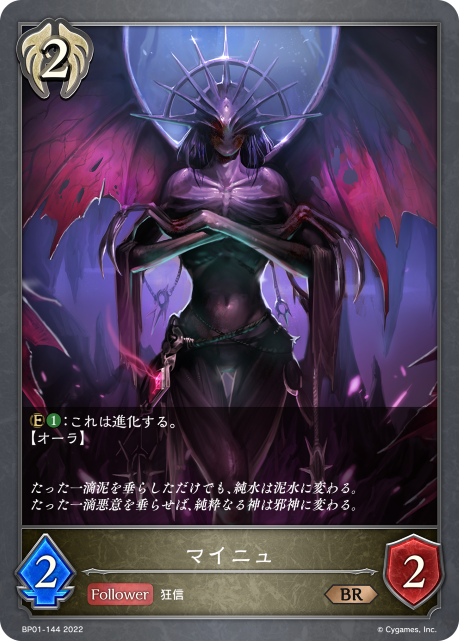 2
E 1：これは進化する。
【オーラ】
たった一滴泥を垂らしただけでも、純水は泥水に変わる。
たった一滴悪意を垂らせば、純粋なる神は邪神に変わる。
マイニュ
2
Follower 狂信
BR
2
BP01-144 2022
© Cygames, Inc.